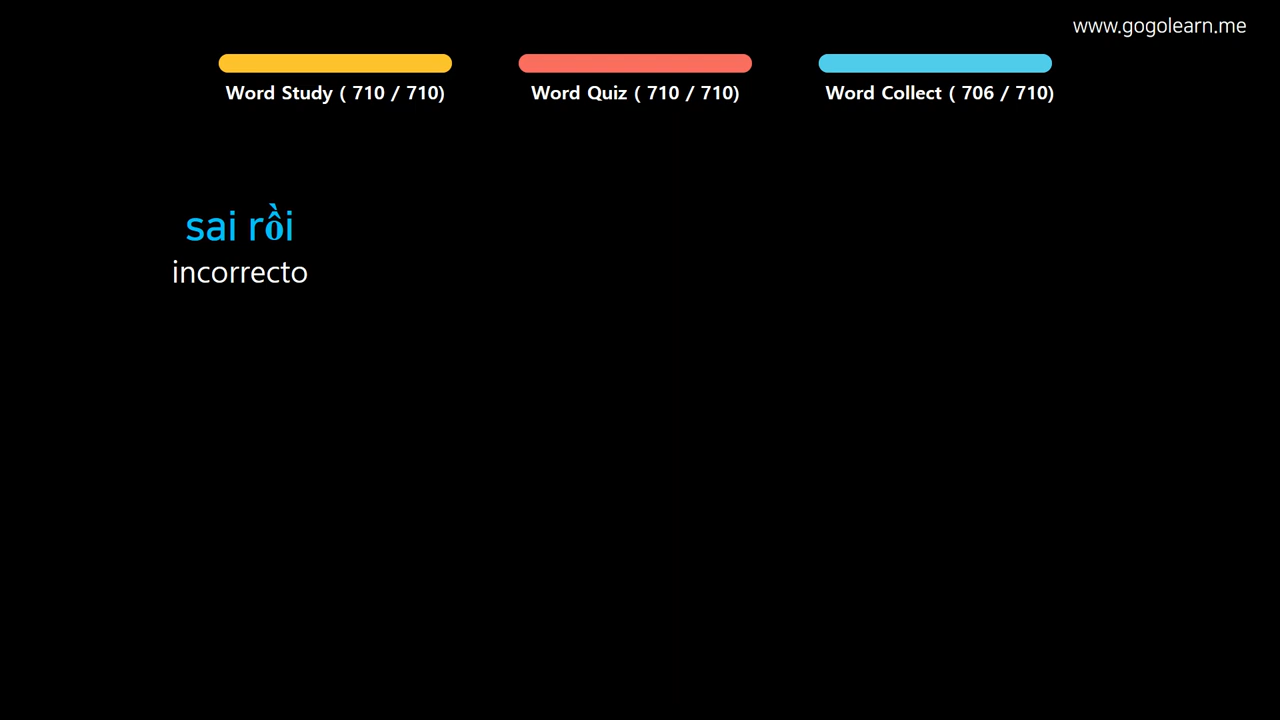 www.gogolearn.me
Word Study ( 710 / 710)
Word Quiz ( 710 / 710)
Word Collect ( 706 / 710)
sai rồi
incorrecto